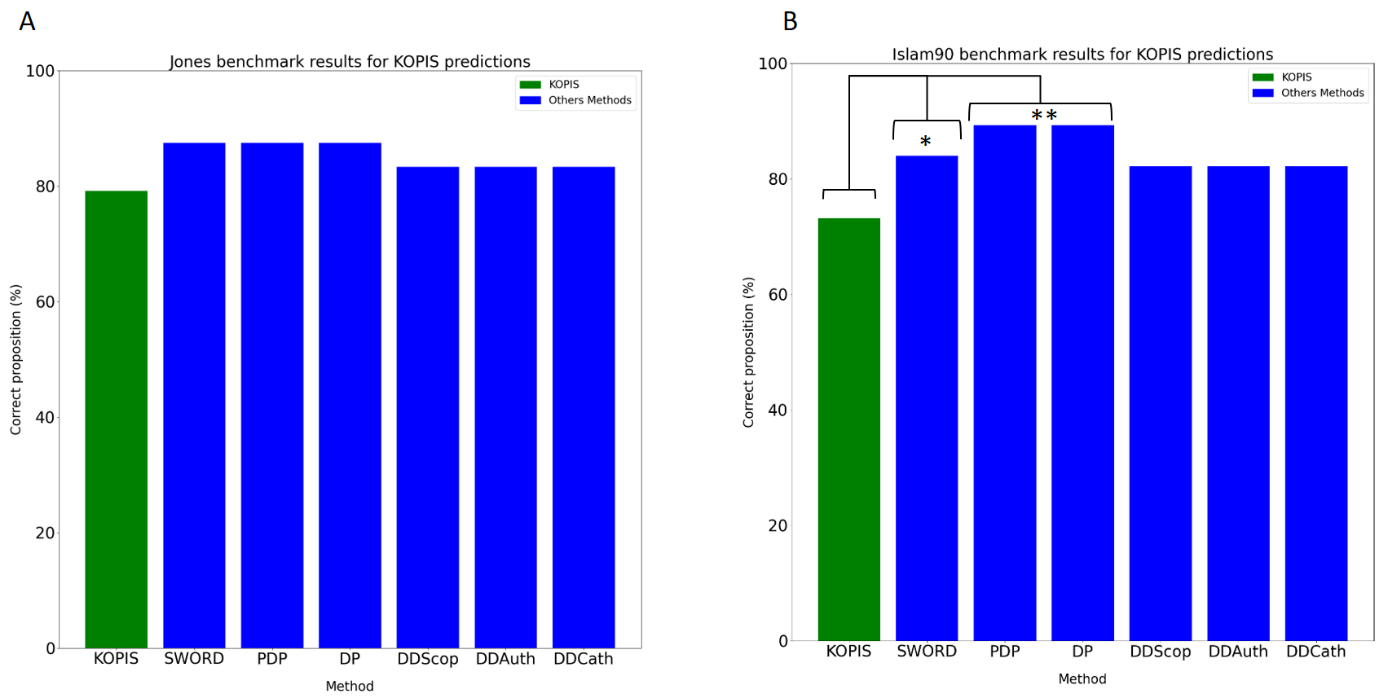 A
Jones benchmark results for KOPIS predictions
KOPIS
Others Methods
100
80
60
40
20
0
Correct proposition (%)
KOPIS SWORD PDP DP DDScop DDAuth DDCath
Method
B
Islam90 benchmark results for KOPIS predictions
KOPIS
Others Methods
100
80
60
40
20
0
Correct proposition (%)
*
**
KOPIS SWORD PDP DP DDScop DDAuth DDCath
Method